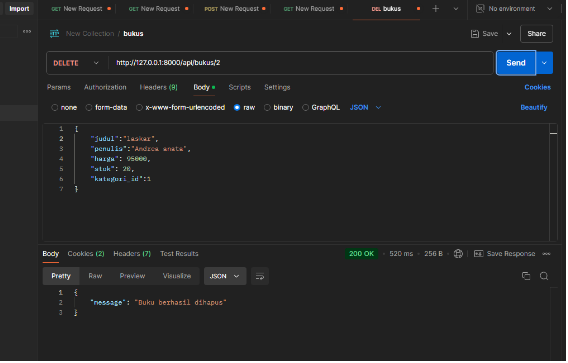 Import
GET New Request
GET New Request
POST New Request
GET New Request
DEL bukus
No environment
New Collection / bukus
Save
Share
DELETE
http://127.0.0.1:8000/api/bukus/2
Send
Params Authorization Headers (9) Body Scripts Settings Cookies
none form-data x-www-form-urlencoded raw binary GraphQL JSON Beautify
1 {
2 "judul":"laskar",
3 "penulis":"Andrea anata",
4 "harga": 95000,
5 "stok": 20,
6 "kategori_id":1
7 }
Body Cookies (2) Headers (7) Test Results 200 OK 520 ms 256 B Save Response
Pretty Raw Preview Visualize JSON
1 {
2 "message": "Buku berhasil dihapus"
3 }